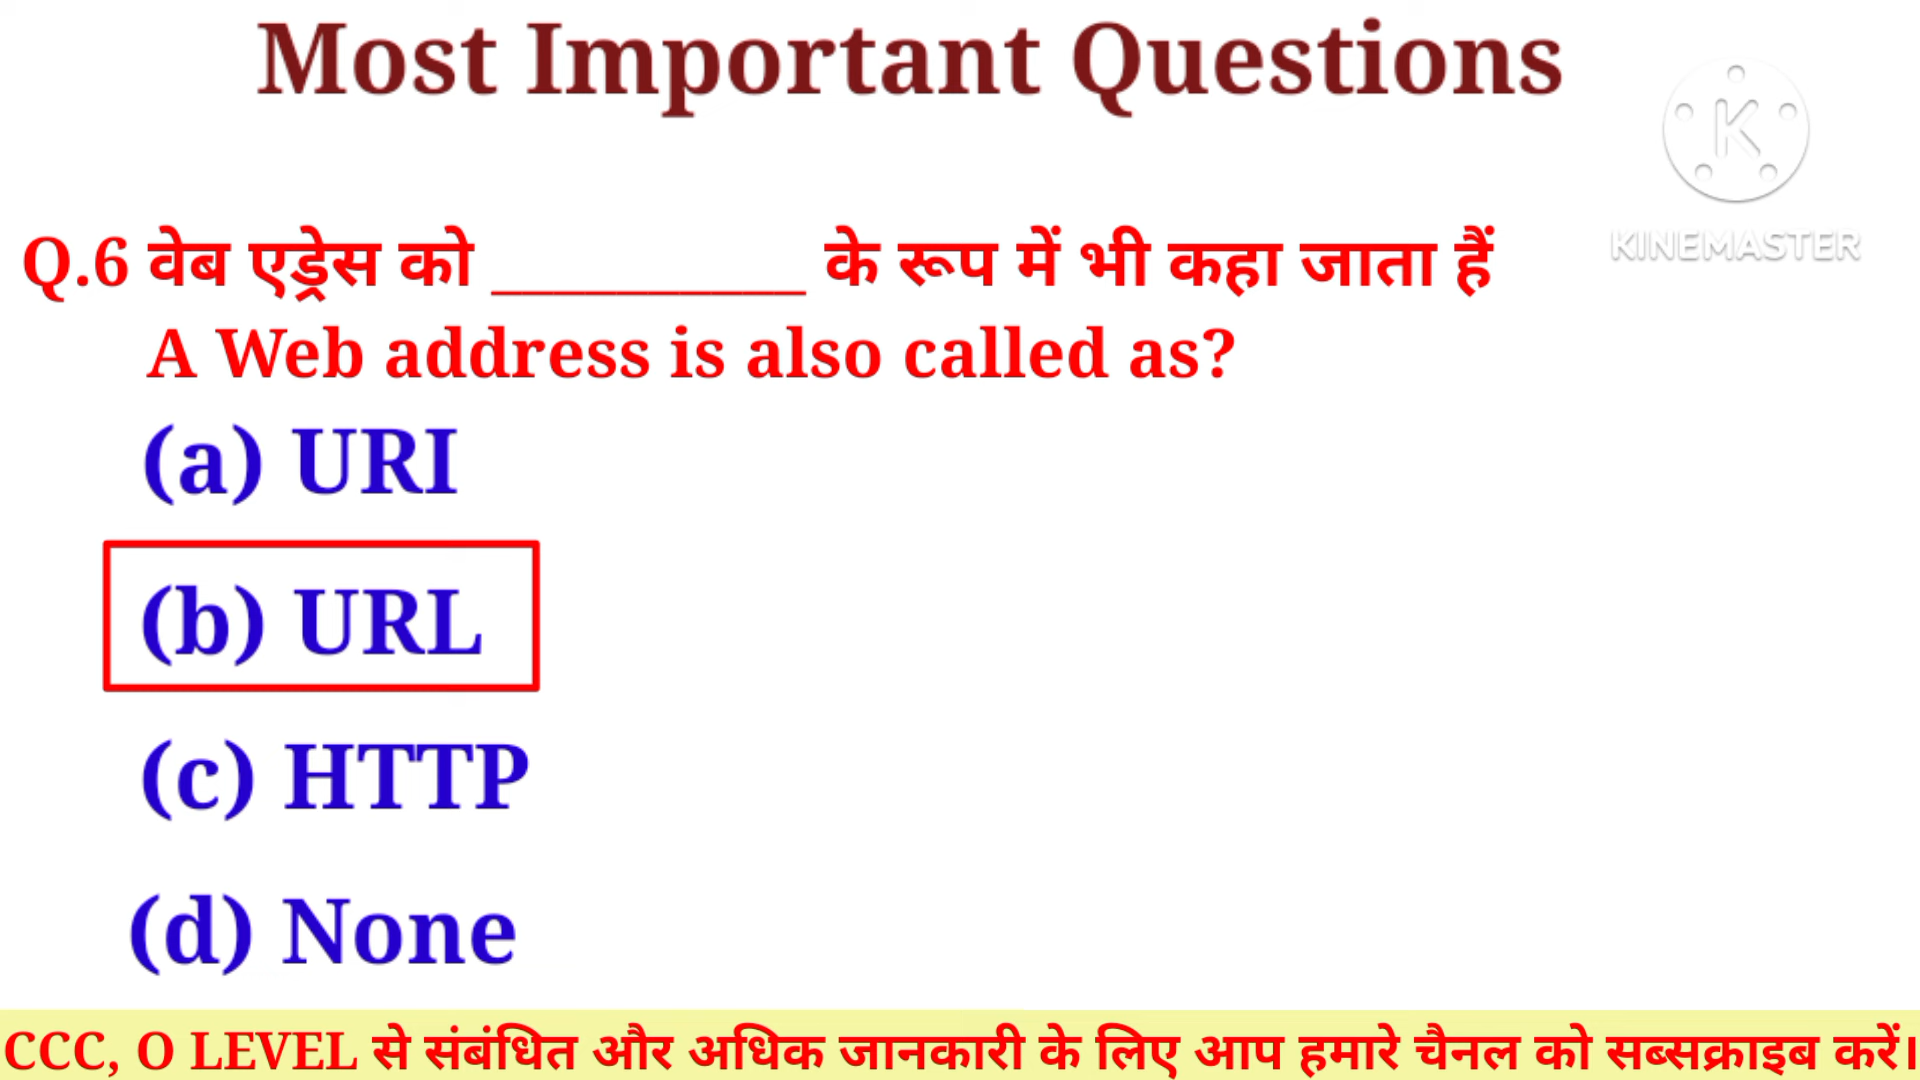 Most Important Questions
K
KINEMASTER
Q.6 वेब एड्रेस को __________ के रूप में भी कहा जाता हैं
A Web address is also called as?
(a) URI
(b) URL
(c) HTTP
(d) None
CCC, O LEVEL से संबंधित और अधिक जानकारी के लिए आप हमारे चैनल को सब्सक्राइब करें।